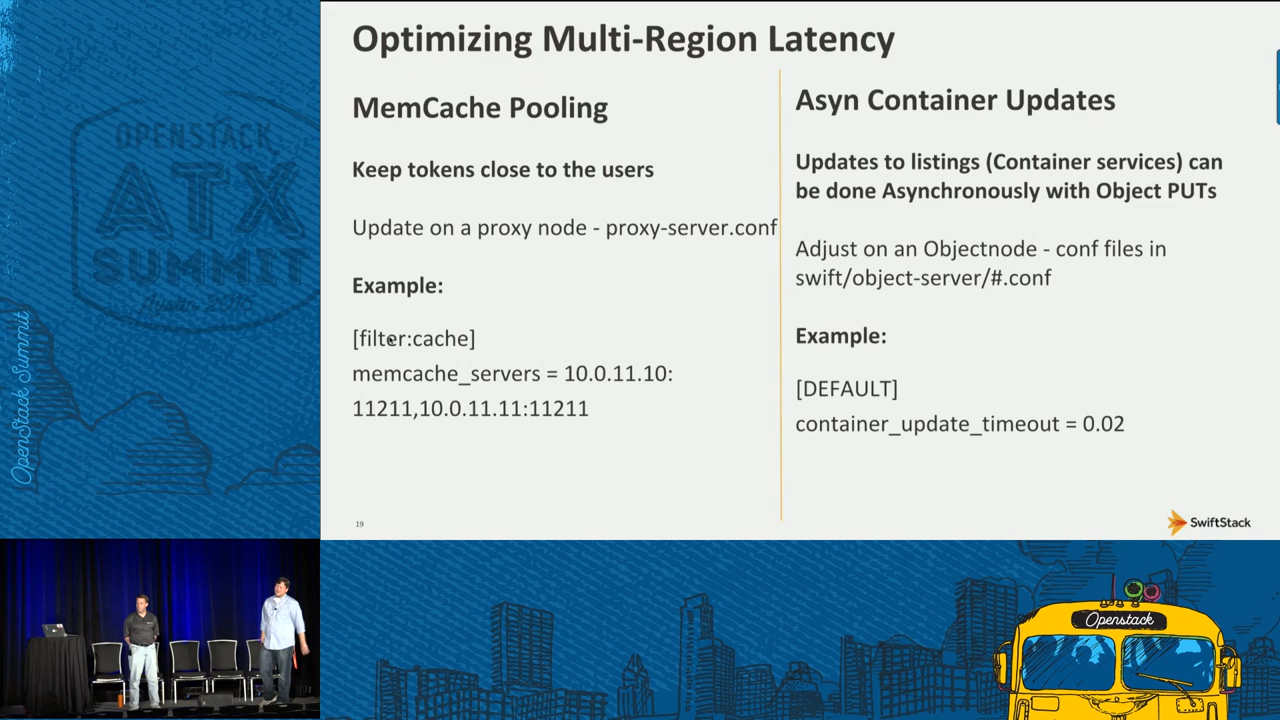 Optimizing Multi-Region Latency
MemCache Pooling
Keep tokens close to the users
Update on a proxy node - proxy-server.conf
Example:
[filter:cache]
memcache_servers = 10.0.11.10:
11211,10.0.11.11:11211
Asyn Container Updates
Updates to listings (Container services) can
be done Asynchronously with Object PUTs
Adjust on an Objectnode - conf files in
swift/object-server/#.conf
Example:
[DEFAULT]
container_update_timeout = 0.02
19
SwiftStack
OPENSTACK
ATX
SUMMIT
Austin 2016
OpenStack Summit
Openstack